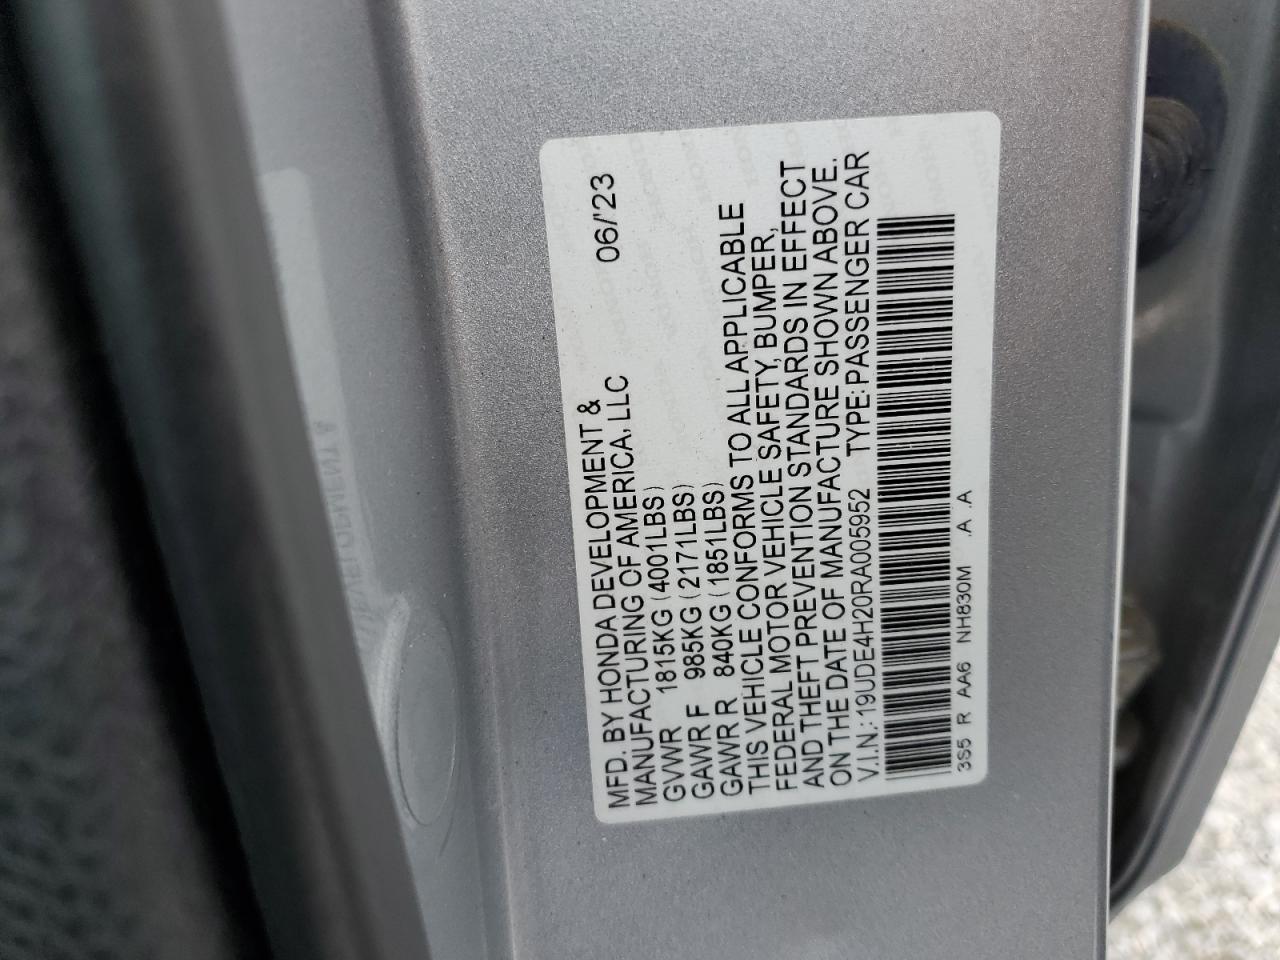 MFD. BY HONDA DEVELOPMENT &
MANUFACTURING OF AMERICA, LLC 06/'23
GVWR 1815KG (4001LBS)
GAWR F 985KG (2171LBS)
GAWR R 840KG (1851LBS)
THIS VEHICLE CONFORMS TO ALL APPLICABLE
FEDERAL MOTOR VEHICLE SAFETY, BUMPER,
AND THEFT PREVENTION STANDARDS IN EFFECT
ON THE DATE OF MANUFACTURE SHOWN ABOVE.
V.I.N.: 19UDE4H20RA005952 TYPE: PASSENGER CAR
3S5 R AA6 NH830M .A .A